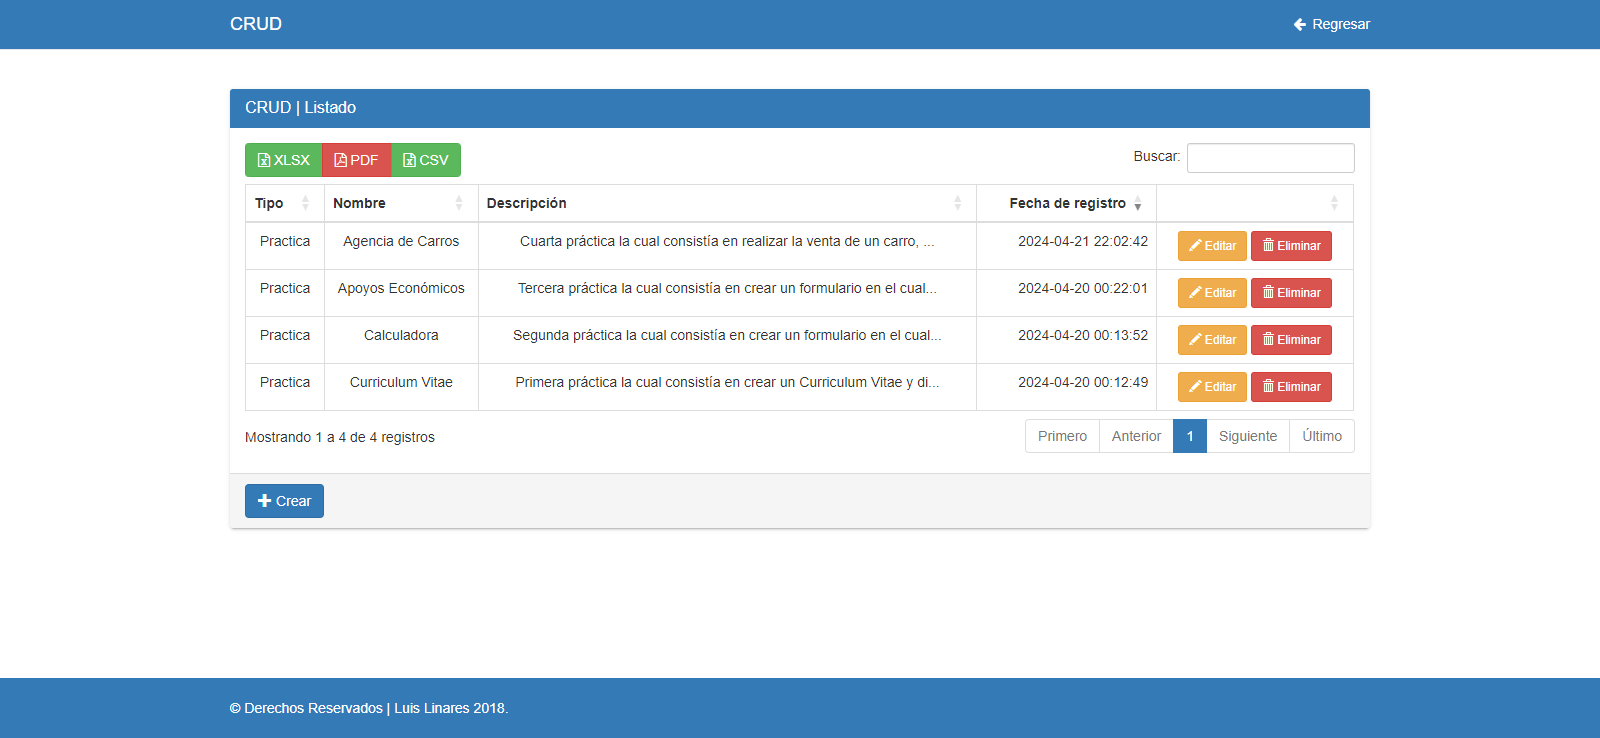 CRUD
Regresar
CRUD | Listado
XLSX PDF CSV
Buscar:
Tipo Nombre Descripción Fecha de registro
Practica Agencia de Carros Cuarta práctica la cual consistía en realizar la venta de un carro, ... 2024-04-21 22:02:42 Editar Eliminar
Practica Apoyos Económicos Tercera práctica la cual consistía en crear un formulario en el cual... 2024-04-20 00:22:01 Editar Eliminar
Practica Calculadora Segunda práctica la cual consistía en crear un formulario en el cual... 2024-04-20 00:13:52 Editar Eliminar
Practica Curriculum Vitae Primera práctica la cual consistía en crear un Curriculum Vitae y di... 2024-04-20 00:12:49 Editar Eliminar
Mostrando 1 a 4 de 4 registros
Primero Anterior 1 Siguiente Último
Crear
© Derechos Reservados | Luis Linares 2018.